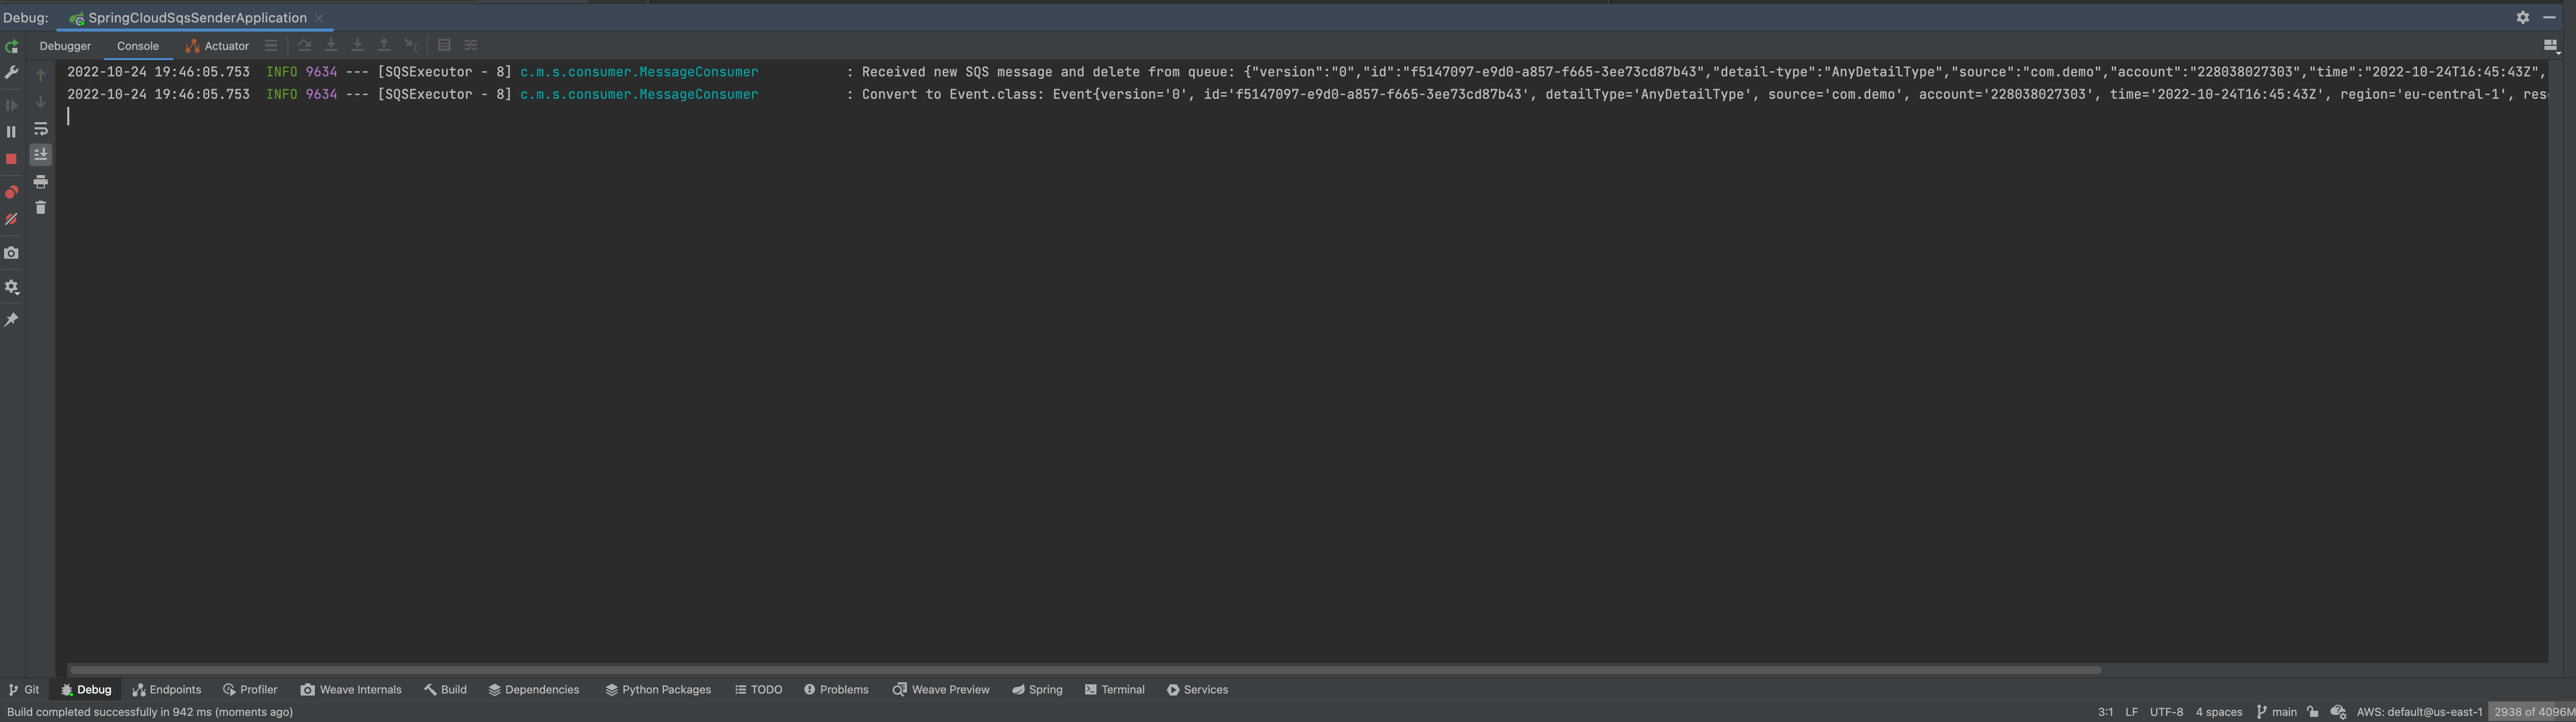 Debug: SpringCloudSqsSenderApplication
Debugger Console Actuator
2022-10-24 19:46:05.753 INFO 9634 --- [SQSExecutor - 8] c.m.s.consumer.MessageConsumer : Received new SQS message and delete from queue: {"version":"0","id":"f5147097-e9d0-a857-f665-3ee73cd87b43","detail-type":"AnyDetailType","source":"com.demo","account":"228038027303","time":"2022-10-24T16:45:43Z",
2022-10-24 19:46:05.753 INFO 9634 --- [SQSExecutor - 8] c.m.s.consumer.MessageConsumer : Convert to Event.class: Event{version='0', id='f5147097-e9d0-a857-f665-3ee73cd87b43', detailType='AnyDetailType', source='com.demo', account='228038027303', time='2022-10-24T16:45:43Z', region='eu-central-1', res
Git Debug Endpoints Profiler Weave Internals Build Dependencies Python Packages TODO Problems Weave Preview Spring Terminal Services
Build completed successfully in 942 ms (moments ago) 3:1 LF UTF-8 4 spaces main AWS: default@us-east-1 2938 of 4096M